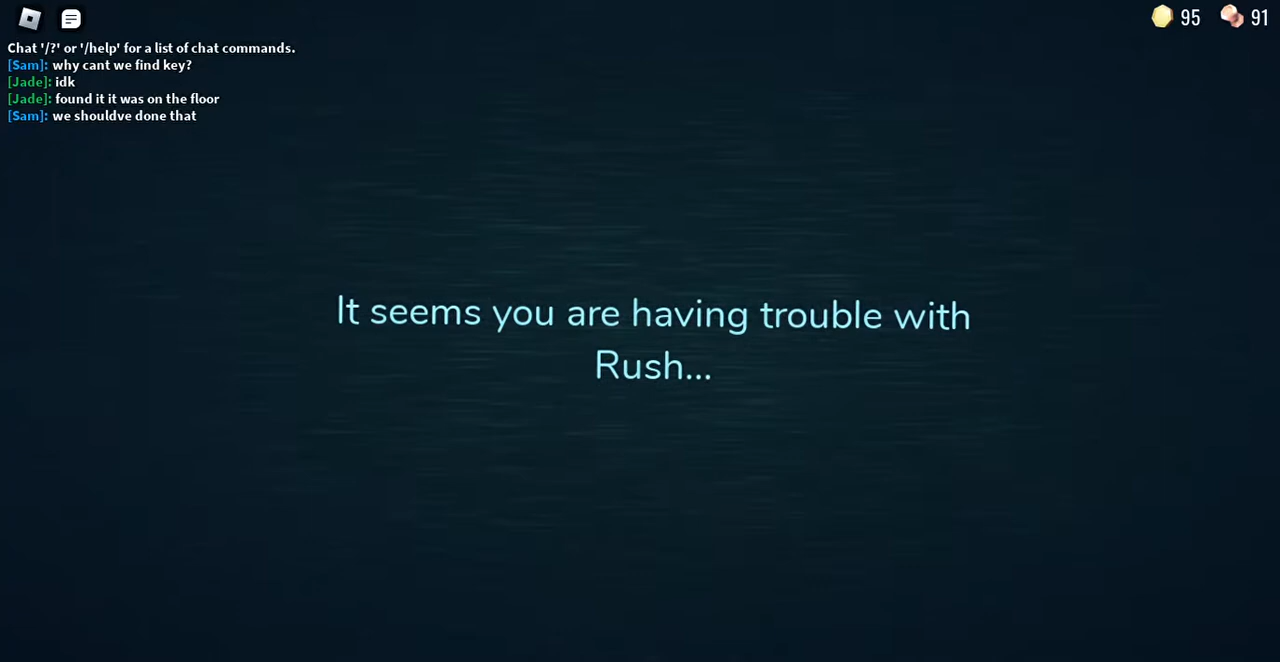 95 91
Chat '/?' or '/help' for a list of chat commands.
[Sam]: why cant we find key?
[Jade]: idk
[Jade]: found it it was on the floor
[Sam]: we shouldve done that
It seems you are having trouble with
Rush...